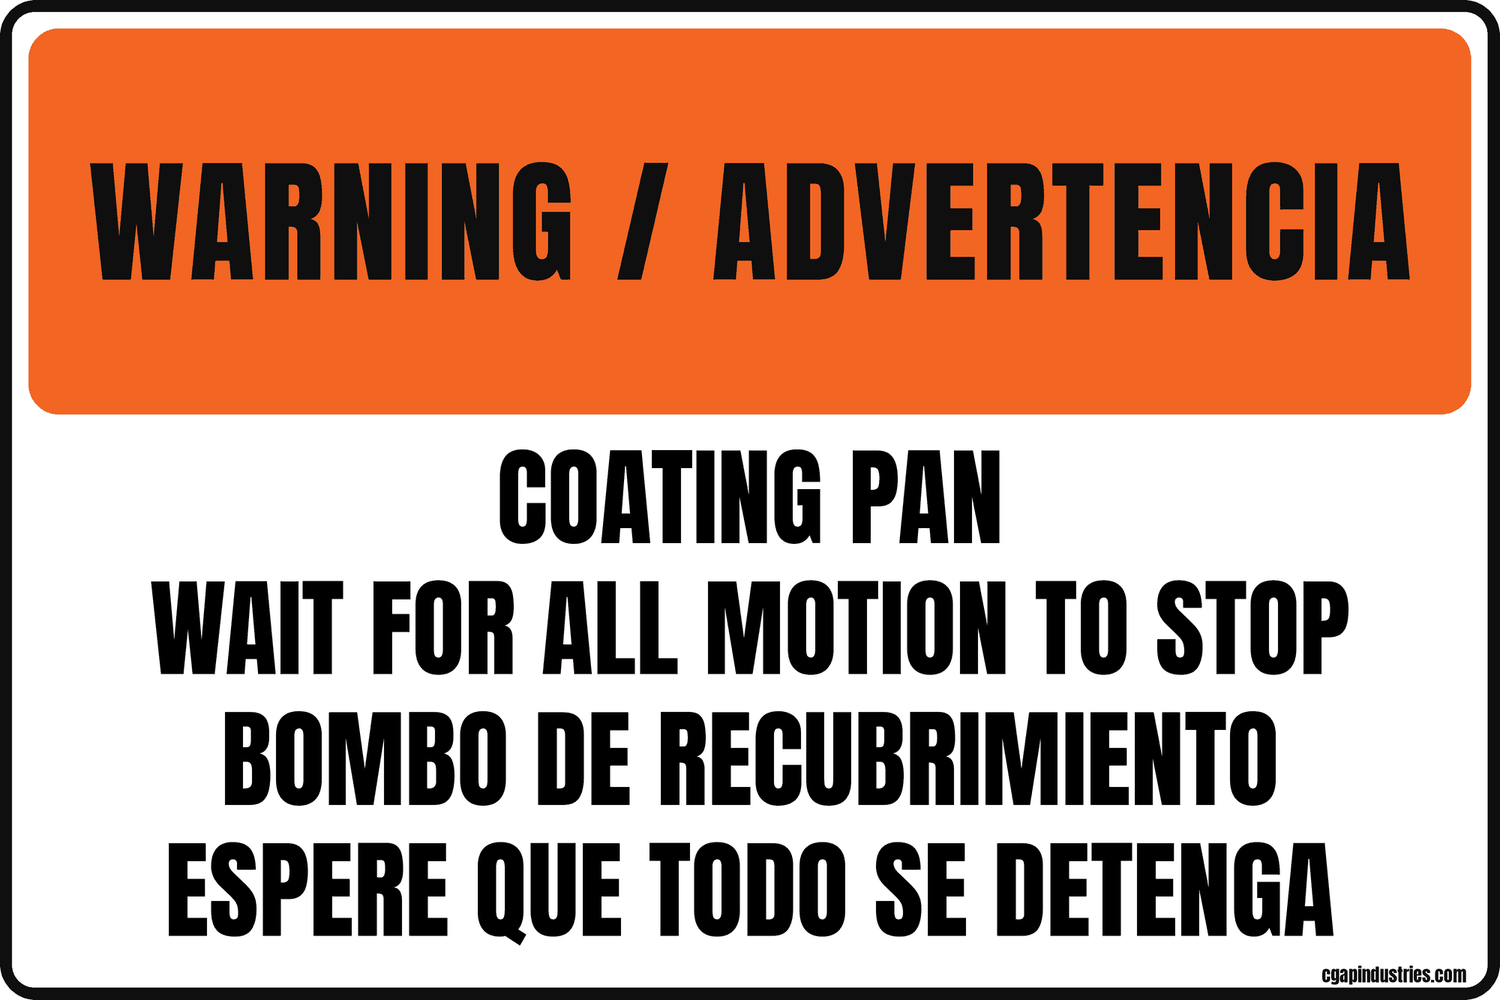 WARNING / ADVERTENCIA
COATING PAN
WAIT FOR ALL MOTION TO STOP
BOMBO DE RECUBRIMIENTO
ESPERE QUE TODO SE DETENGA
cgapindustries.com